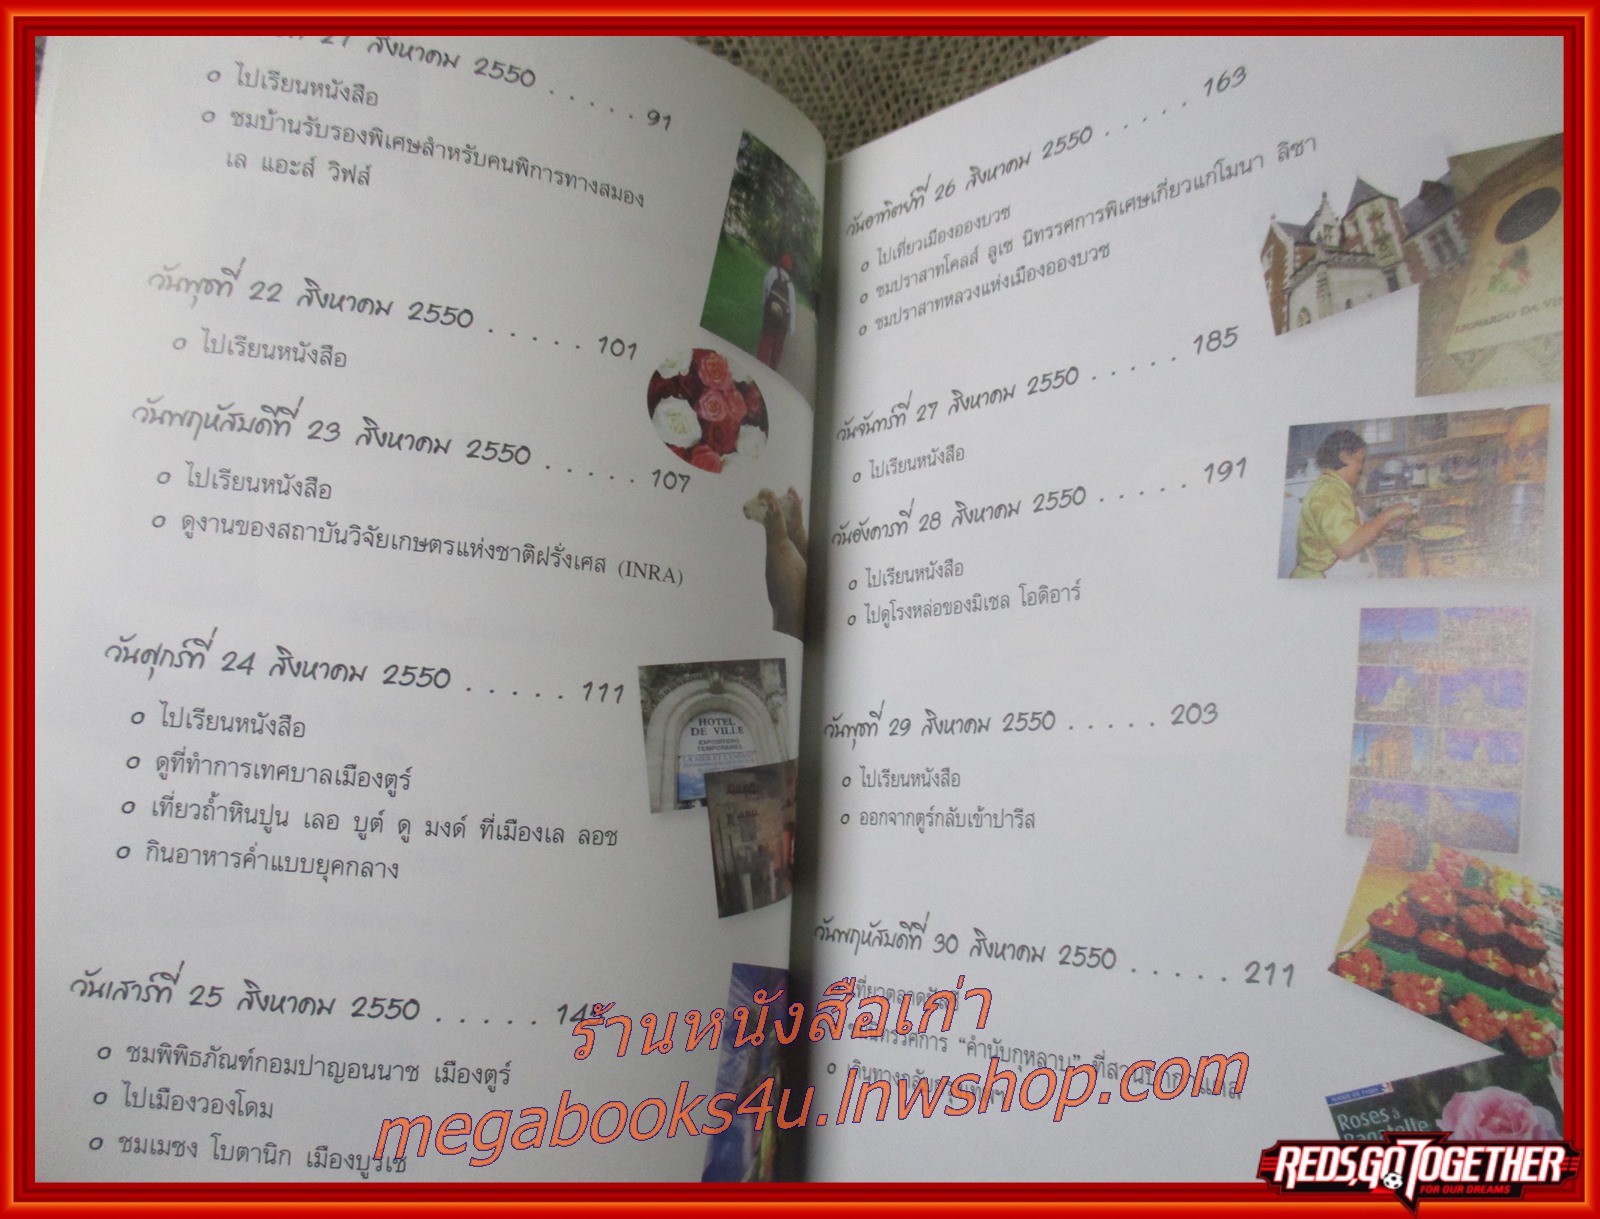 21 สิงหาคม 2550 . . . . . 91
ไปเรียนหนังสือ
ชมบ้านรับรองพิเศษสำหรับคนพิการทางสมอง
เล แอะส์ วิฟส์
วันพุธที่ 22 สิงหาคม 2550 . . . . . 101
ไปเรียนหนังสือ
วันพฤหัสบดีที่ 23 สิงหาคม 2550 . . . . . 107
ไปเรียนหนังสือ
ดูงานของสถาบันวิจัยเกษตรแห่งชาติฝรั่งเศส (INRA)
วันศุกร์ที่ 24 สิงหาคม 2550 . . . . . 111
ไปเรียนหนังสือ
ดูที่ทำการเทศบาลเมืองตูร์
เที่ยวถ้ำหินปูน เลอ บูต์ ดู มงด์ ที่เมืองเล ลอช
กินอาหารค่ำแบบยุคกลาง
วันเสาร์ที่ 25 สิงหาคม 2550 . . . . .
ชมพิพิธภัณฑ์กอมปาญอนนาช เมืองตูร์
ไปเมืองวองโดม
ชมเมซง โบตานิก เมืองบูร์เซ
HOTEL
DE VILLE
EXPOSITIONS
TEMPORAIRES
163
วันอาทิตย์ที่ 26 สิงหาคม 2550 . . . .
ไปเที่ยวเมืองอองบวซ
ชมปราสาทโคลส์ ลูเซ นิทรรศการพิเศษเกี่ยวแก่โมนา ลิซา
ชมปราสาทหลวงแห่งเมืองอองบวซ
LEONARDO DA VIN
วันจันทร์ที่ 27 สิงหาคม 2550 . . . . . 185
ไปเรียนหนังสือ
วันอังคารที่ 28 สิงหาคม 2550 . . . . . 191
ไปเรียนหนังสือ
ไปดูโรงหล่อของมิเชล โอดิอาร์
วันพุธที่ 29 สิงหาคม 2550 . . . . . 203
ไปเรียนหนังสือ
ออกจากตูร์กลับเข้าปารีส
วันพฤหัสบดีที่ 30 สิงหาคม 2550 . . . . . 211
"คำนับกุหลาบ"
Roses à
Bagatelle
ร้านหนังสือเก่า
megabooks4u.lnwshop.com
REDS,GO TOGETHER
FOR OUR DREAMS